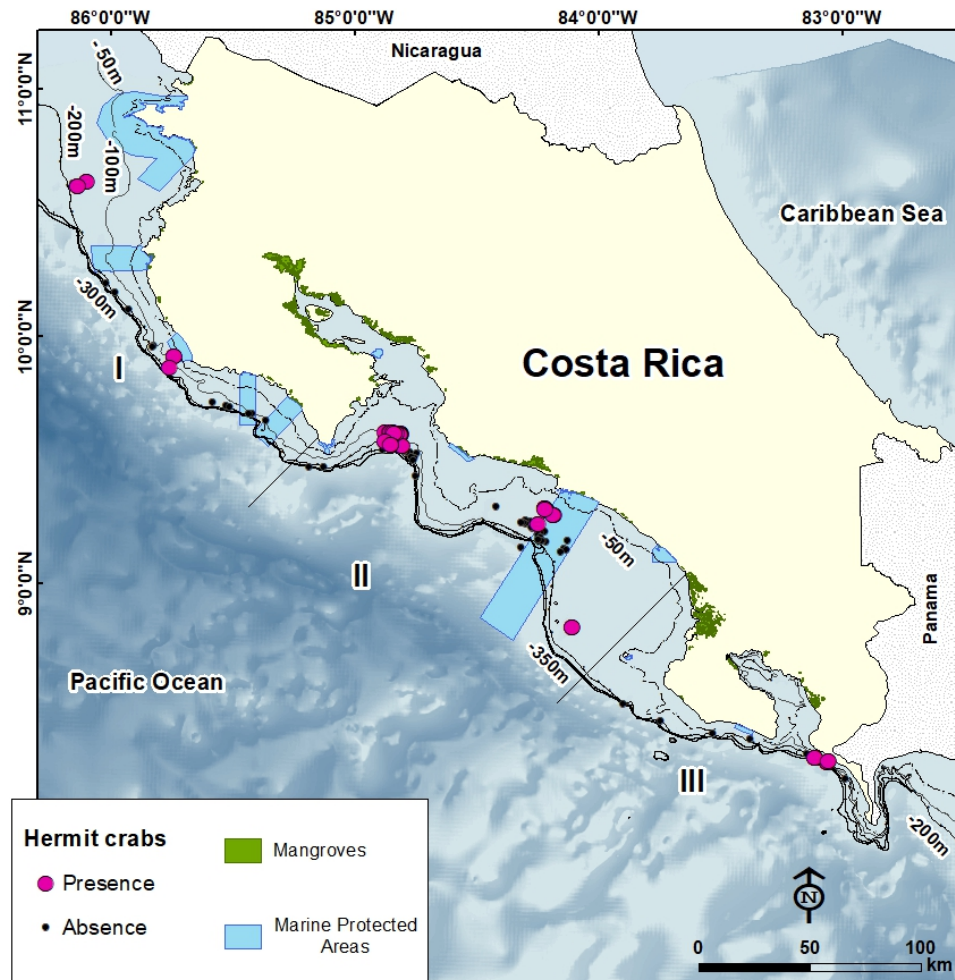 86°0'0"W 85°0'0"W 84°0'0"W 83°0'0"W
Nicaragua
-50m
11°0'0"N
-200m
-100m
Caribbean Sea
-300m
10°0'0"N
I
Costa Rica
-50m
9°0'0"N
II
Panama
-350m
Pacific Ocean
III
-200m
Hermit crabs
Presence
Absence
Mangroves
Marine Protected
Areas
N
0 50 100
km